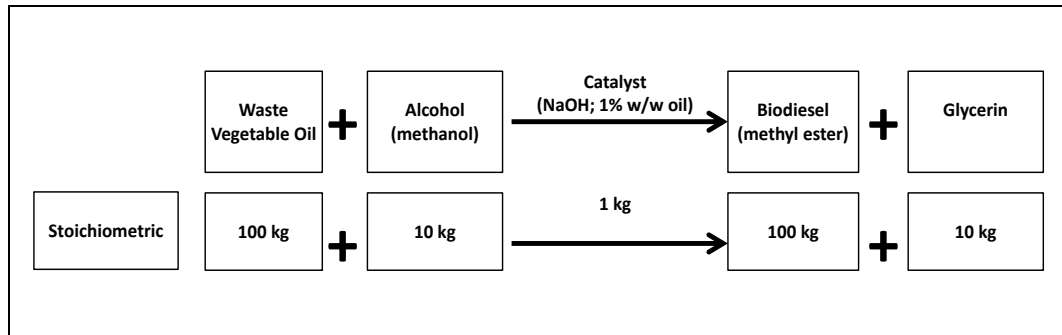 Waste
Vegetable Oil
+
Alcohol
(methanol)
Catalyst
(NaOH; 1% w/w oil)
Biodiesel
(methyl ester)
+
Glycerin
Stoichiometric
100 kg
+
10 kg
1 kg
100 kg
+
10 kg